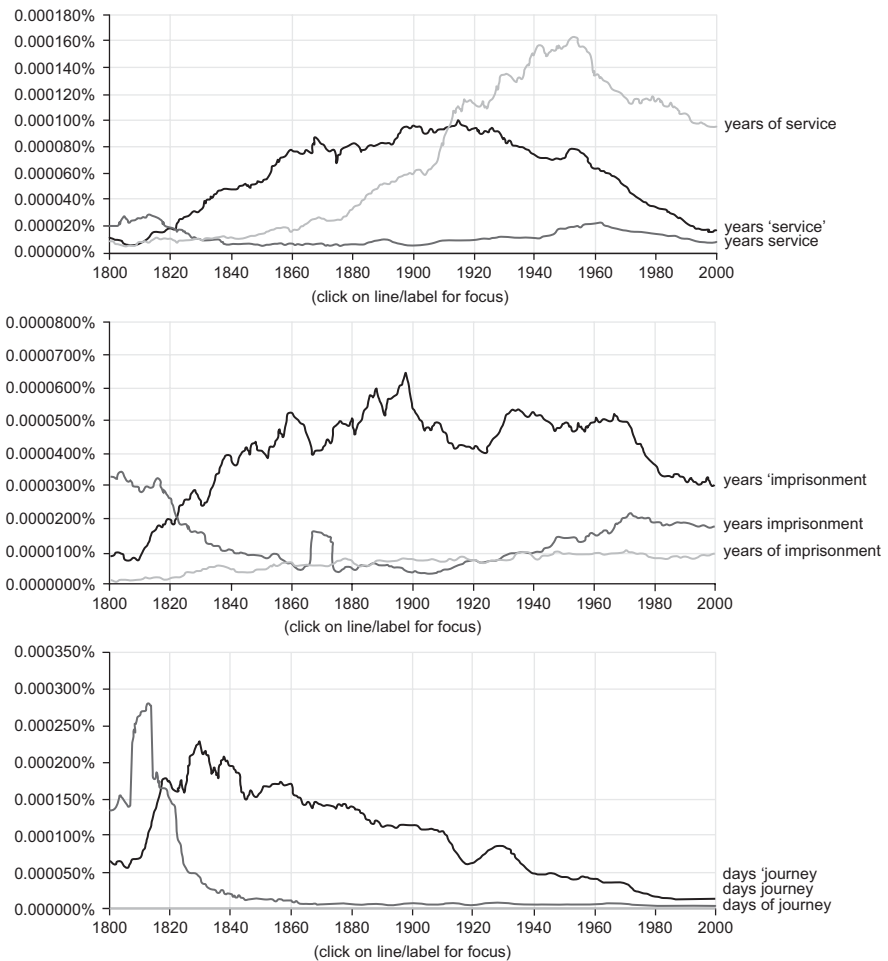 0.000180%
0.000160%
0.000140%
0.000120%
0.000100%
0.000080%
0.000060%
0.000040%
0.000020%
0.000000%
years of service
years ‘service’
years service
1800 1820 1840 1860 1880 1900 1920 1940 1960 1980 2000
(click on line/label for focus)
0.0000800%
0.0000700%
0.0000600%
0.0000500%
0.0000400%
0.0000300%
0.0000200%
0.0000100%
0.0000000%
years ‘imprisonment
years imprisonment
years of imprisonment
1800 1820 1840 1860 1880 1900 1920 1940 1960 1980 2000
(click on line/label for focus)
0.000350%
0.000300%
0.000250%
0.000200%
0.000150%
0.000100%
0.000050%
0.000000%
days ‘journey
days journey
days of journey
1800 1820 1840 1860 1880 1900 1920 1940 1960 1980 2000
(click on line/label for focus)